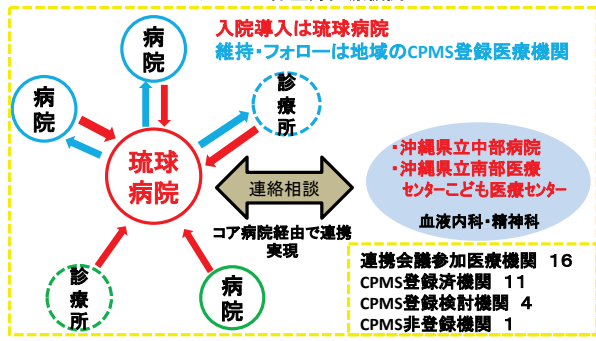 入院導入は琉球病院
維持・フォローは地域のCPMS登録医療機関
病院
病院
診療所
琉球
病院
連絡相談
コア病院経由で連携
実現
・沖縄県立中部病院
・沖縄県立南部医療
センターこども医療センター
血液内科・精神科
診療所
病院
連携会議参加医療機関 16
CPMS登録済機関 11
CPMS登録検討機関 4
CPMS非登録機関 1